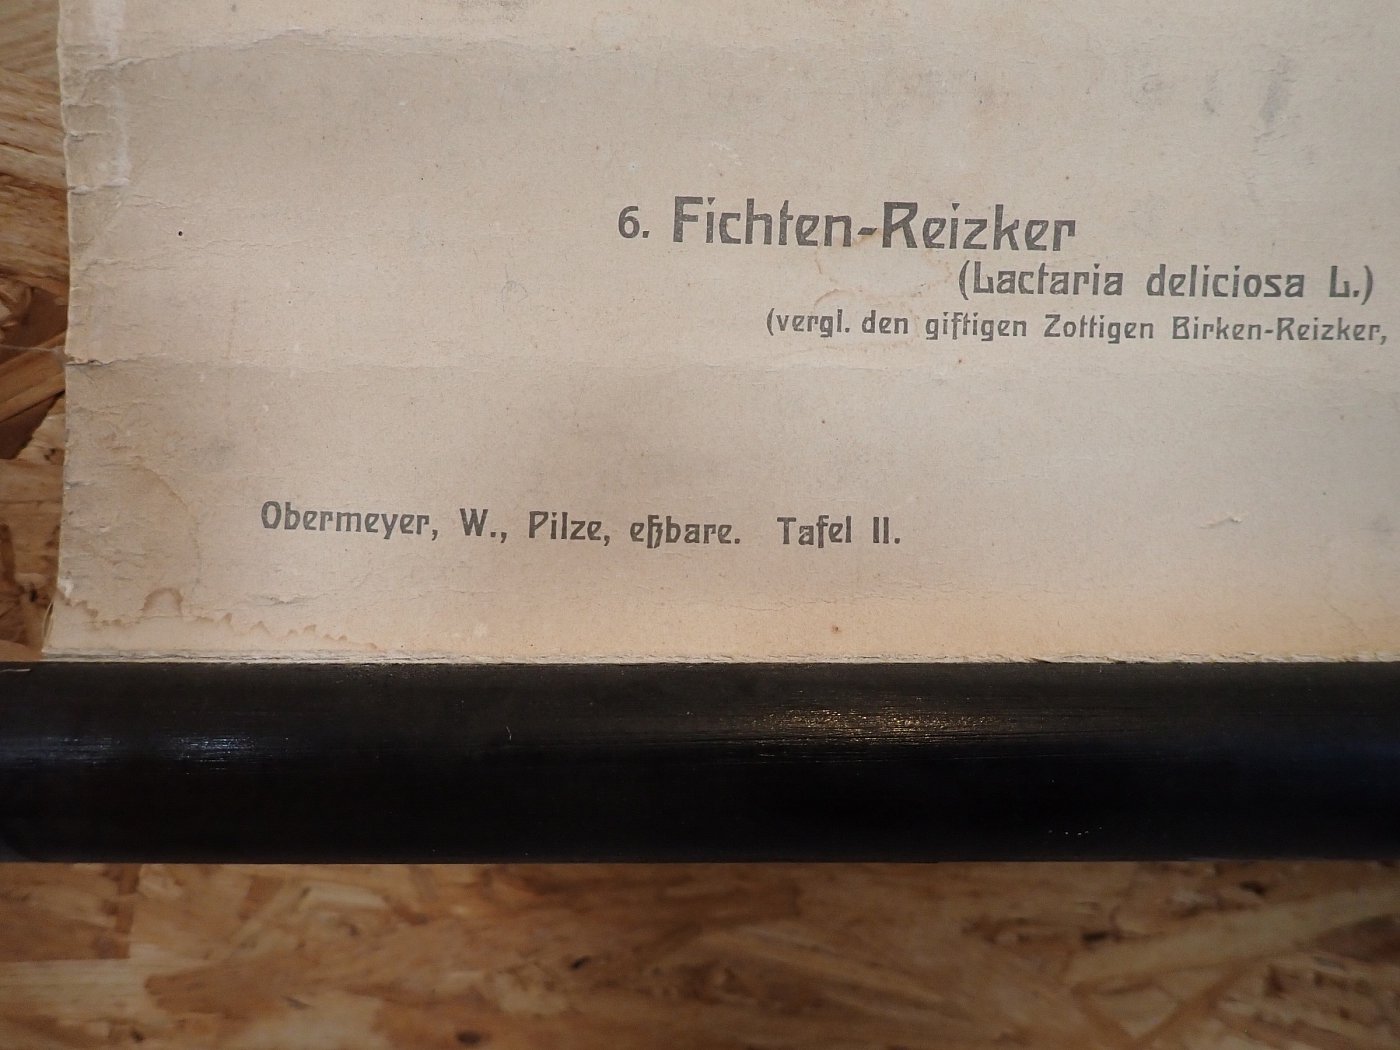 6. Fichten-Reizker
(Lactaria deliciosa L.)
(vergl. den giftigen Zottigen Birken-Reizker,
Obermeyer, W., Pilze, eßbare. Tafel II.